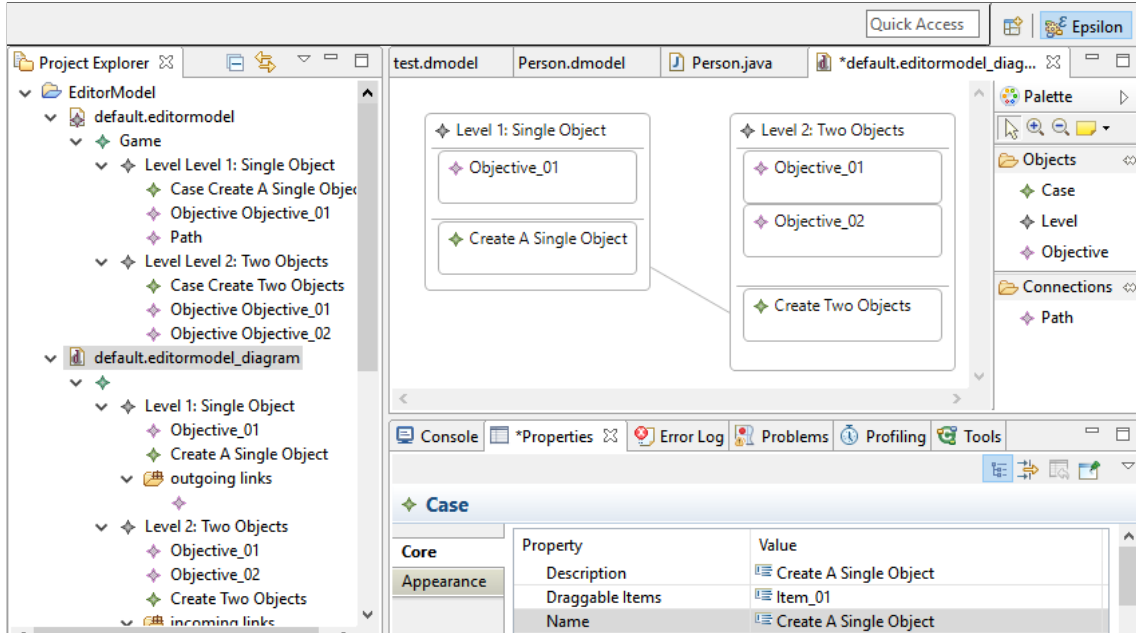 Quick Access
Epsilon
Project Explorer
EditorModel
default.editormodel
Game
Level Level 1: Single Object
Case Create A Single Objec
Objective Objective_01
Path
Level Level 2: Two Objects
Case Create Two Objects
Objective Objective_01
Objective Objective_02
default.editormodel_diagram
Level 1: Single Object
Objective_01
Create A Single Object
outgoing links
Level 2: Two Objects
Objective_01
Objective_02
Create Two Objects
incoming links
test.dmodel
Person.dmodel
Person.java
*default.editormodel_diag...
Level 1: Single Object
Objective_01
Create A Single Object
Level 2: Two Objects
Objective_01
Objective_02
Create Two Objects
Palette
Objects
Case
Level
Objective
Connections
Path
Console
*Properties
Error Log
Problems
Profiling
Tools
Case
Core
Appearance
Property Value
Description Create A Single Object
Draggable Items Item_01
Name Create A Single Object